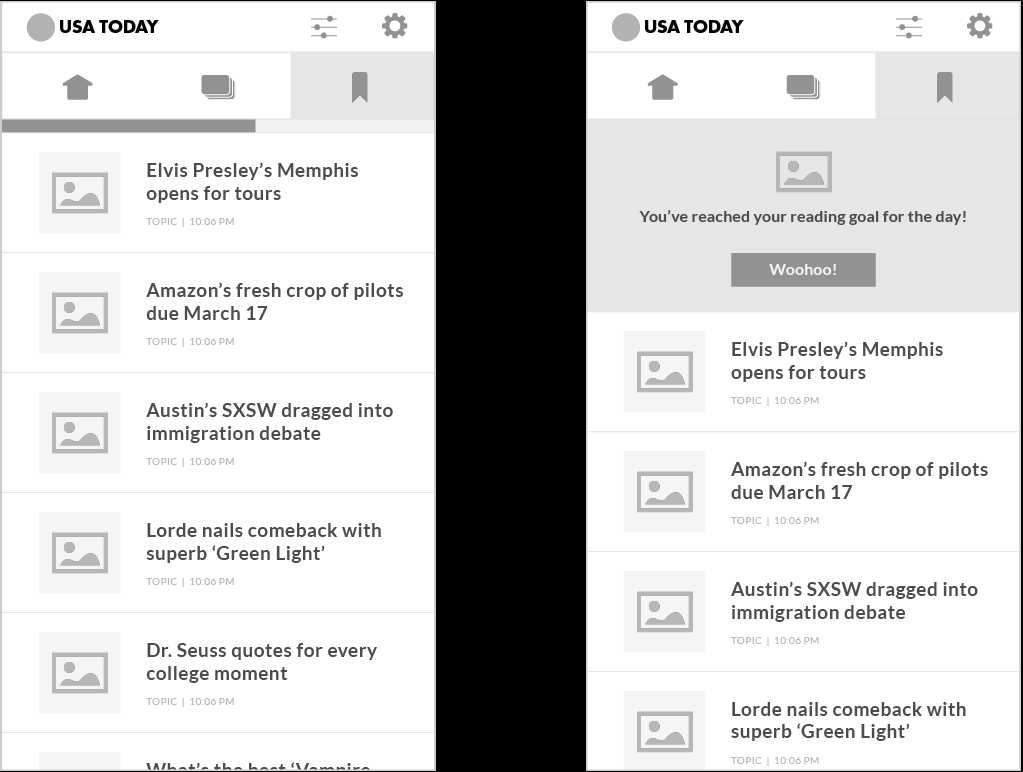 USA TODAY
Elvis Presley’s Memphis
opens for tours
TOPIC | 10:06 PM
Amazon’s fresh crop of pilots
due March 17
TOPIC | 10:06 PM
Austin’s SXSW dragged into
immigration debate
TOPIC | 10:06 PM
Lorde nails comeback with
superb ‘Green Light’
TOPIC | 10:06 PM
Dr. Seuss quotes for every
college moment
TOPIC | 10:06 PM
What’s the best ‘Vampire
USA TODAY
You’ve reached your reading goal for the day!
Woohoo!
Elvis Presley’s Memphis
opens for tours
TOPIC | 10:06 PM
Amazon’s fresh crop of pilots
due March 17
TOPIC | 10:06 PM
Austin’s SXSW dragged into
immigration debate
TOPIC | 10:06 PM
Lorde nails comeback with
superb ‘Green Light’
TOPIC | 10:06 PM